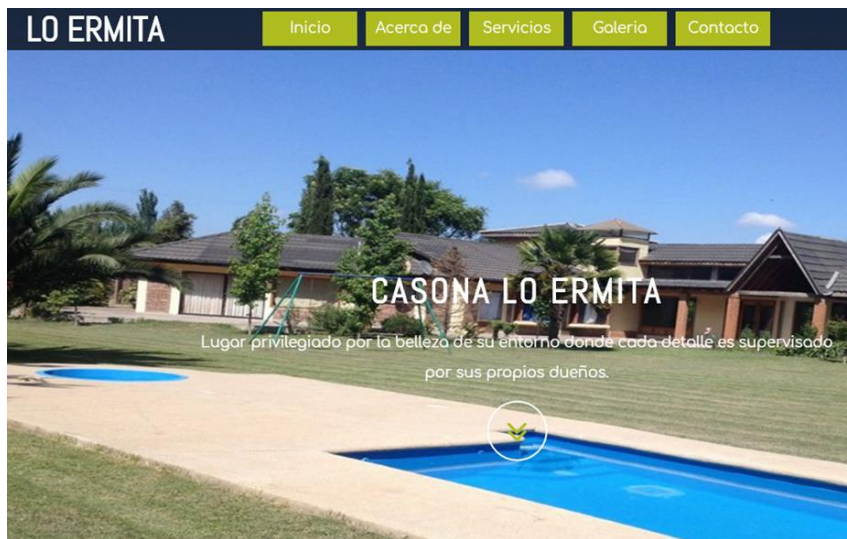 LO ERMITA
Inicio Acerca de Servicios Galeria Contacto
CASONA LO ERMITA
Lugar privilegiado por la belleza de su entorno donde cada detalle es supervisado
por sus propios dueños.